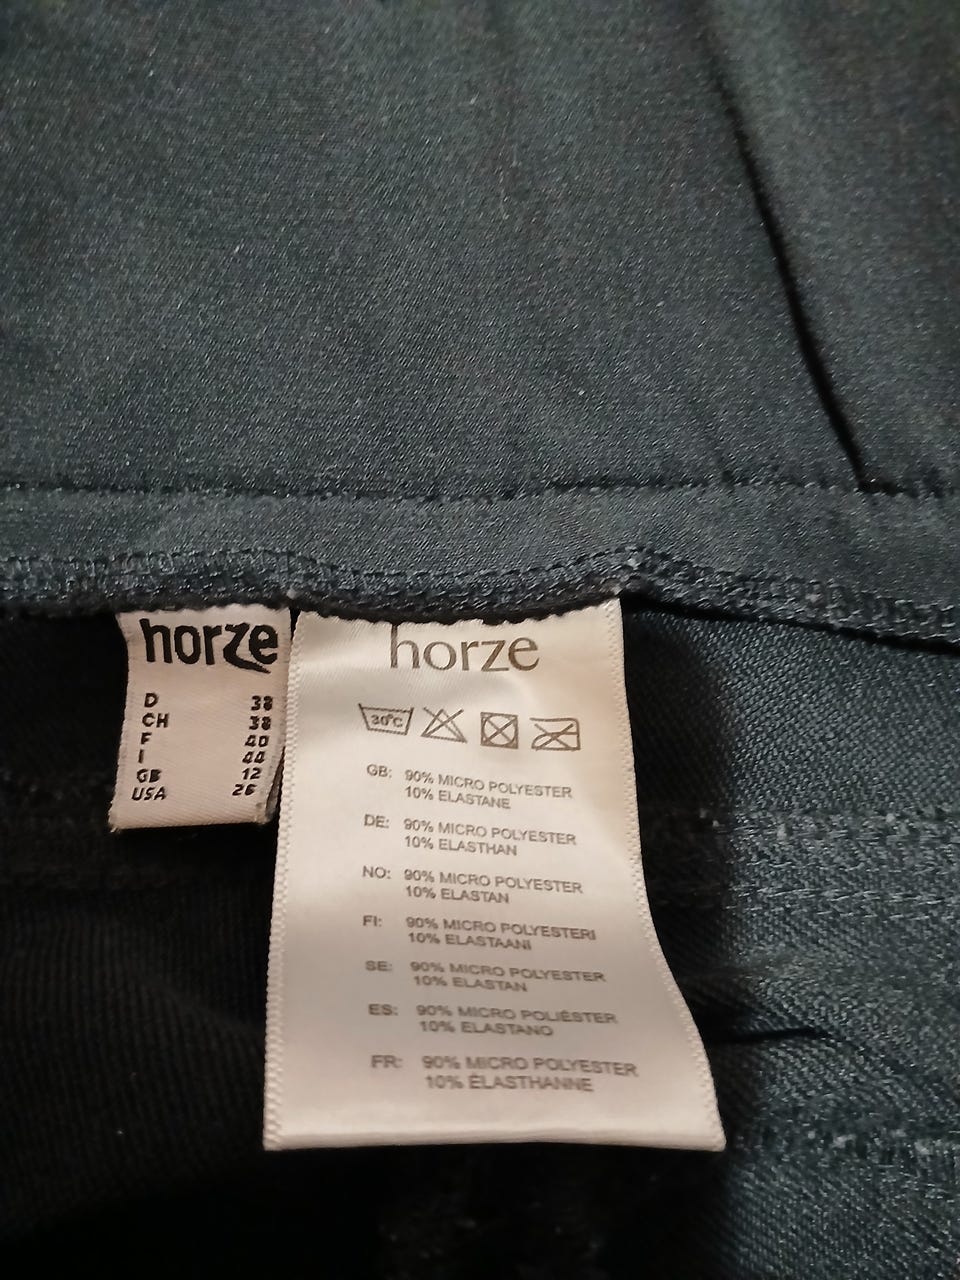 horze
D 38
CH 38
F 40
I 44
GB 12
USA 26
horze
30°C
GB: 90% MICRO POLYESTER
10% ELASTANE
DE: 90% MICRO POLYESTER
10% ELASTHAN
NO: 90% MICRO POLYESTER
10% ELASTAN
FI: 90% MICRO POLYESTERI
10% ELASTAANI
SE: 90% MICRO POLYESTER
10% ELASTAN
ES: 90% MICRO POLIÉSTER
10% ELASTANO
FR: 90% MICRO POLYESTER
10% ÉLASTHANNE